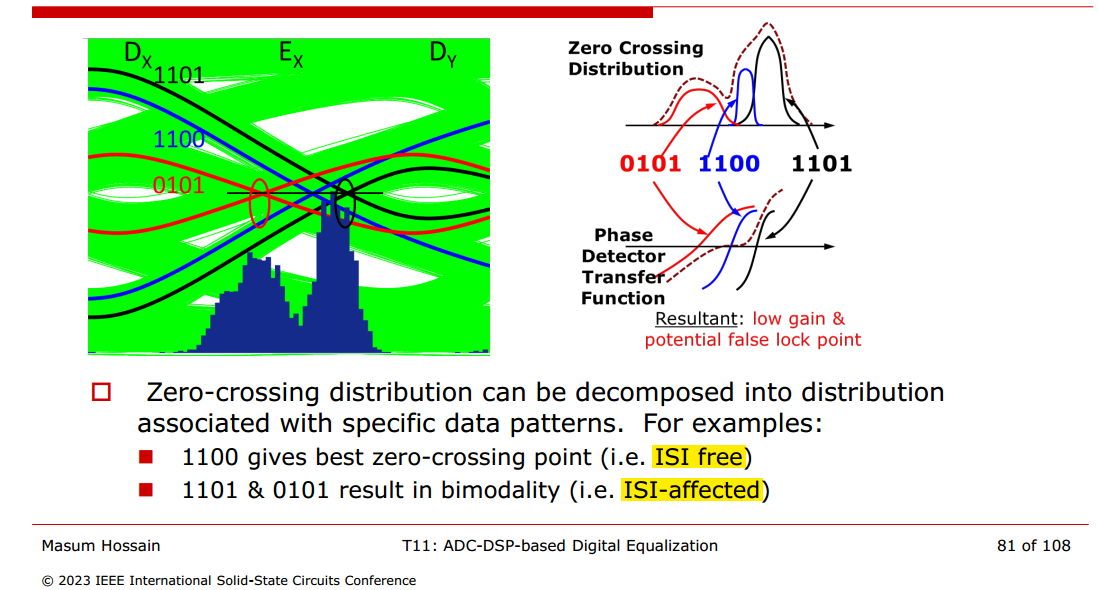 DX EX DY
1101
1100
0101
Zero Crossing
Distribution
0101 1100 1101
Phase
Detector
Transfer
Function
Resultant: low gain &
potential false lock point
Zero-crossing distribution can be decomposed into distribution
associated with specific data patterns. For examples:
1100 gives best zero-crossing point (i.e. ISI free)
1101 & 0101 result in bimodality (i.e. ISI-affected)
Masum Hossain T11: ADC-DSP-based Digital Equalization 81 of 108
© 2023 IEEE International Solid-State Circuits Conference